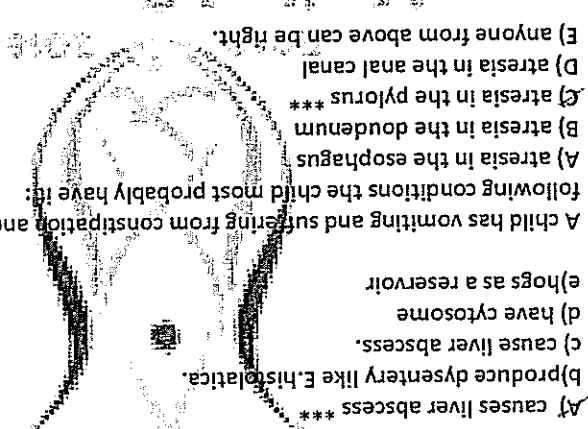 A) causes liver abscess ***
b)produce dysentery like E.histolatica.
c) cause liver abscess.
d) have cytosome
e)hogs as a reservoir
A child has vomiting and suffering from constipation and
following conditions the child most probably have it:
A) atresia in the esophagus
B) atresia in the doudenum
C) atresia in the pylorus ***
D) atresia in the anal canal
E) anyone from above can be right.